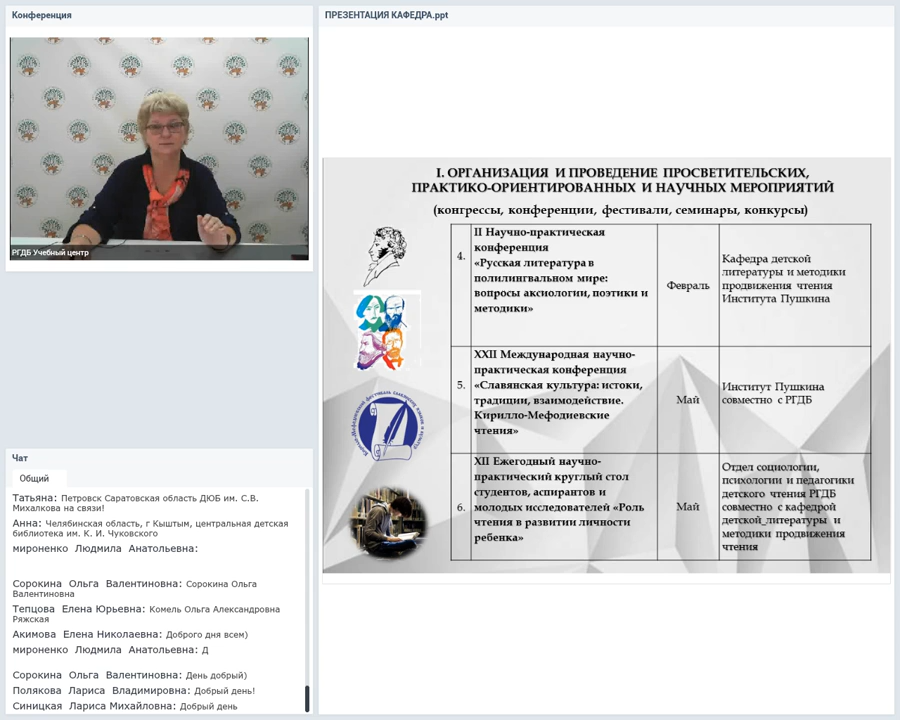 Конференция
РГДБ Учебный центр
Чат
Общий
Татьяна: Петровск Саратовская область ДЮБ им. С.В.
Михалкова на связи!
Анна: Челябинская область, г Кыштым, центральная детская
библиотека им. К. И. Чуковского
мироненко Людмила Анатольевна:
Сорокина Ольга Валентиновна: Сорокина Ольга
Валентиновна
Тепцова Елена Юрьевна: Комель Ольга Александровна
Ряжская
Акимова Елена Николаевна: Доброго дня всем)
мироненко Людмила Анатольевна: Д
Сорокина Ольга Валентиновна: День добрый)
Полякова Лариса Владимировна: Добрый день!
Синицкая Лариса Михайловна: Добрый день
ПРЕЗЕНТАЦИЯ КАФЕДРА.ppt
I. ОРГАНИЗАЦИЯ И ПРОВЕДЕНИЕ ПРОСВЕТИТЕЛЬСКИХ,
ПРАКТИКО-ОРИЕНТИРОВАННЫХ И НАУЧНЫХ МЕРОПРИЯТИЙ
(конгрессы, конференции, фестивали, семинары, конкурсы)
4.
II Научно-практическая
конференция
«Русская литература в
полилингвальном мире:
вопросы аксиологии, поэтики и
методики»
Февраль
Кафедра детской
литературы и методики
продвижения чтения
Института Пушкина
5.
XXII Международная научно-
практическая конференция
«Славянская культура: истоки,
традиции, взаимодействие.
Кирилло-Мефодиевские
чтения»
Май
Институт Пушкина
совместно с РГДБ
6.
XII Ежегодный научно-
практический круглый стол
студентов, аспирантов и
молодых исследователей «Роль
чтения в развитии личности
ребенка»
Май
Отдел социологии,
психологии и педагогики
детского чтения РГДБ
совместно с кафедрой
детской литературы и
методики продвижения
чтения